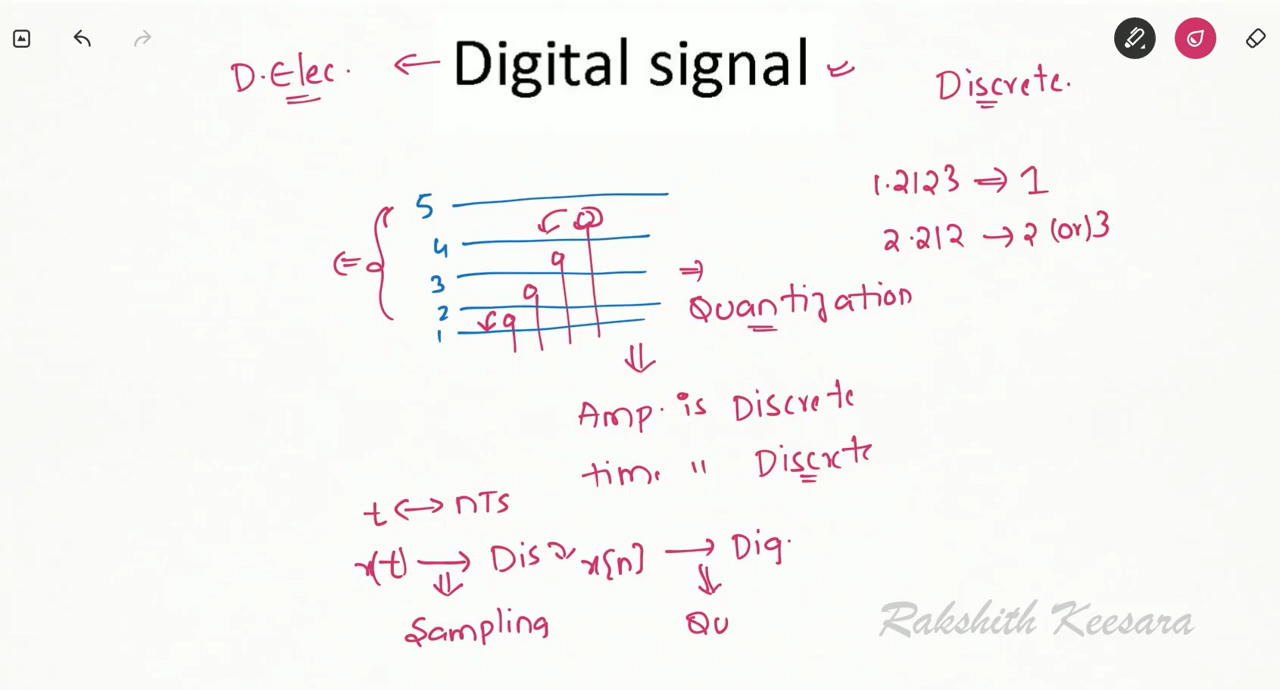 D.Elec. ← Digital signal
Discrete.
1.2123 ⇒ 1
2.212 → 2 (or) 3
5
4
3
2
1
⇒ Quantization
Amp. is Discrete
time " Discrete
t ↔ nTs
x(t) → Dis x[n] → Dig.
Sampling
Qu
Rakshith Keesara